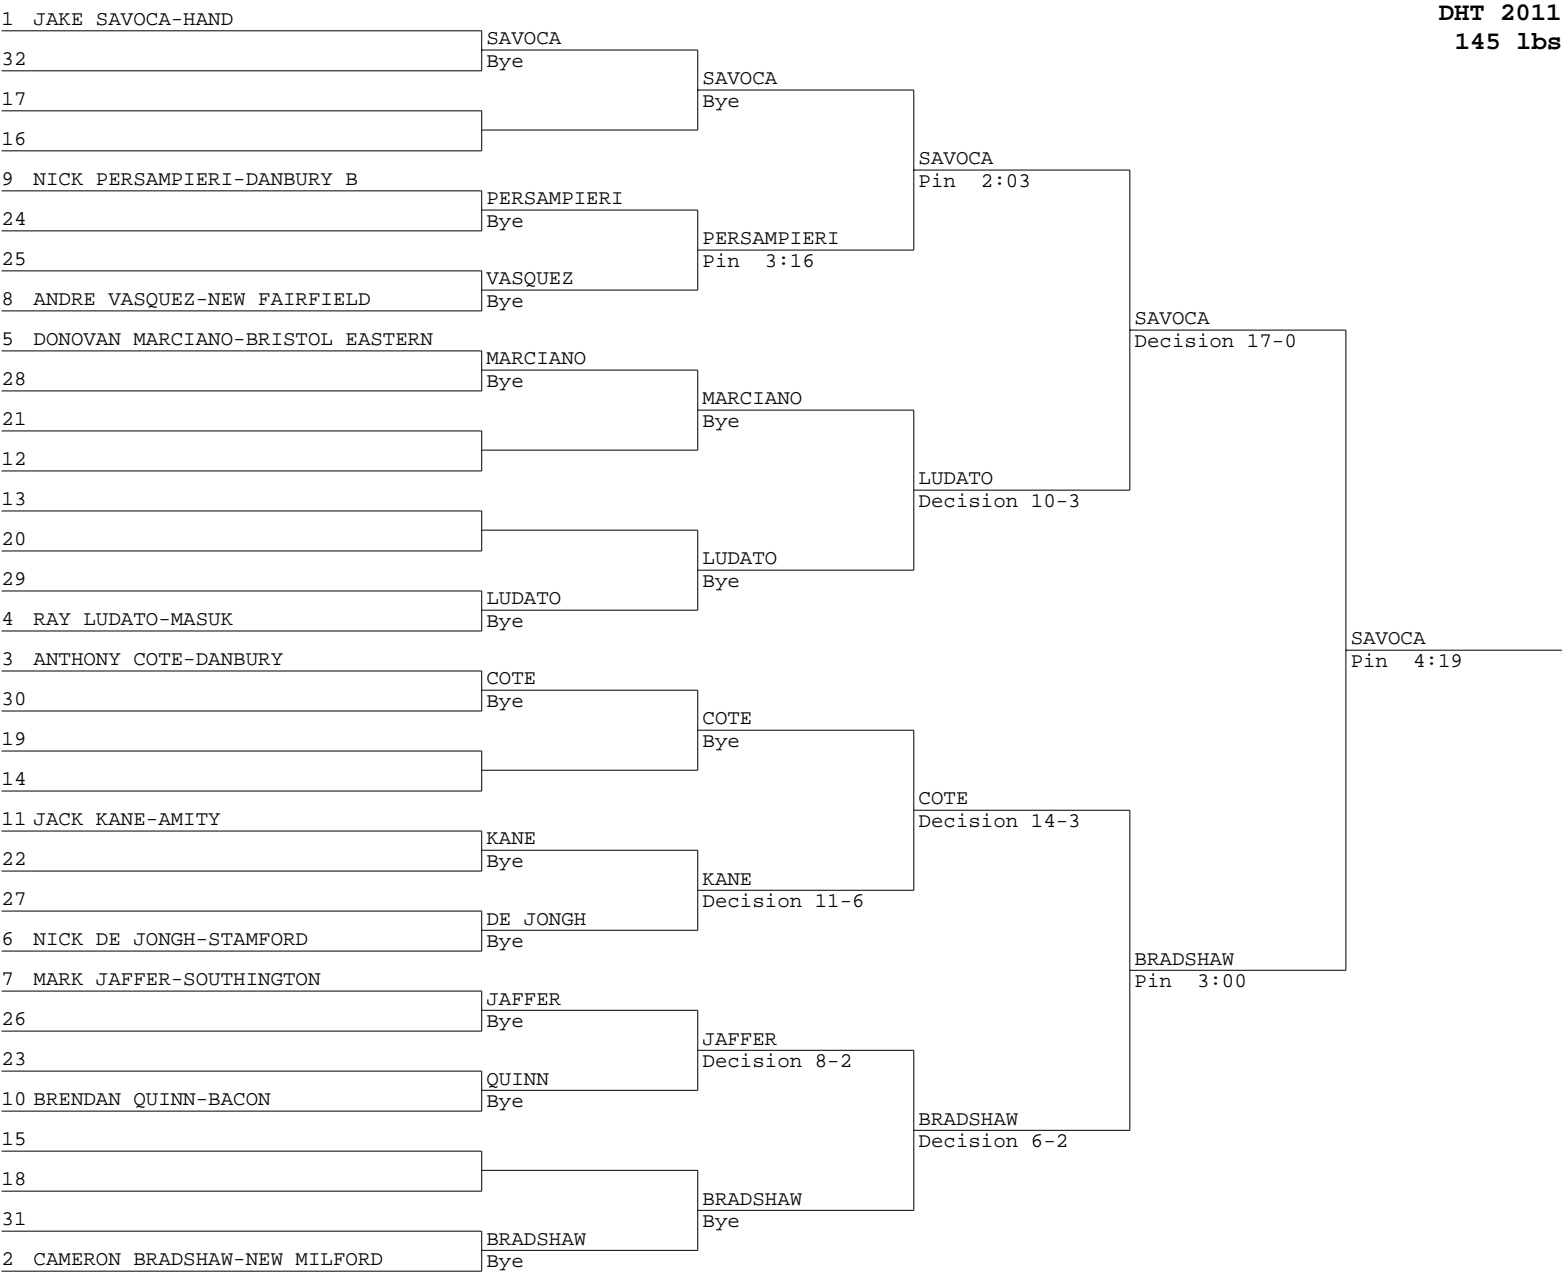 DHT 2011
145 lbs
1 JAKE SAVOCA-HAND
32
17
16
9 NICK PERSAMPIERI-DANBURY B
24
25
8 ANDRE VASQUEZ-NEW FAIRFIELD
5 DONOVAN MARCIANO-BRISTOL EASTERN
28
21
12
13
20
29
4 RAY LUDATO-MASUK
3 ANTHONY COTE-DANBURY
30
19
14
11 JACK KANE-AMITY
22
27
6 NICK DE JONGH-STAMFORD
7 MARK JAFFER-SOUTHINGTON
26
23
10 BRENDAN QUINN-BACON
15
18
31
2 CAMERON BRADSHAW-NEW MILFORD
SAVOCA
Bye
PERSAMPIERI
Bye
VASQUEZ
Bye
MARCIANO
Bye
LUDATO
Bye
COTE
Bye
KANE
Bye
DE JONGH
Bye
JAFFER
Bye
QUINN
Bye
BRADSHAW
Bye
SAVOCA
Bye
PERSAMPIERI
Pin 3:16
MARCIANO
Bye
LUDATO
Bye
COTE
Bye
KANE
Decision 11-6
JAFFER
Decision 8-2
BRADSHAW
Bye
SAVOCA
Pin 2:03
LUDATO
Decision 10-3
COTE
Decision 14-3
BRADSHAW
Decision 6-2
SAVOCA
Decision 17-0
BRADSHAW
Pin 3:00
SAVOCA
Pin 4:19